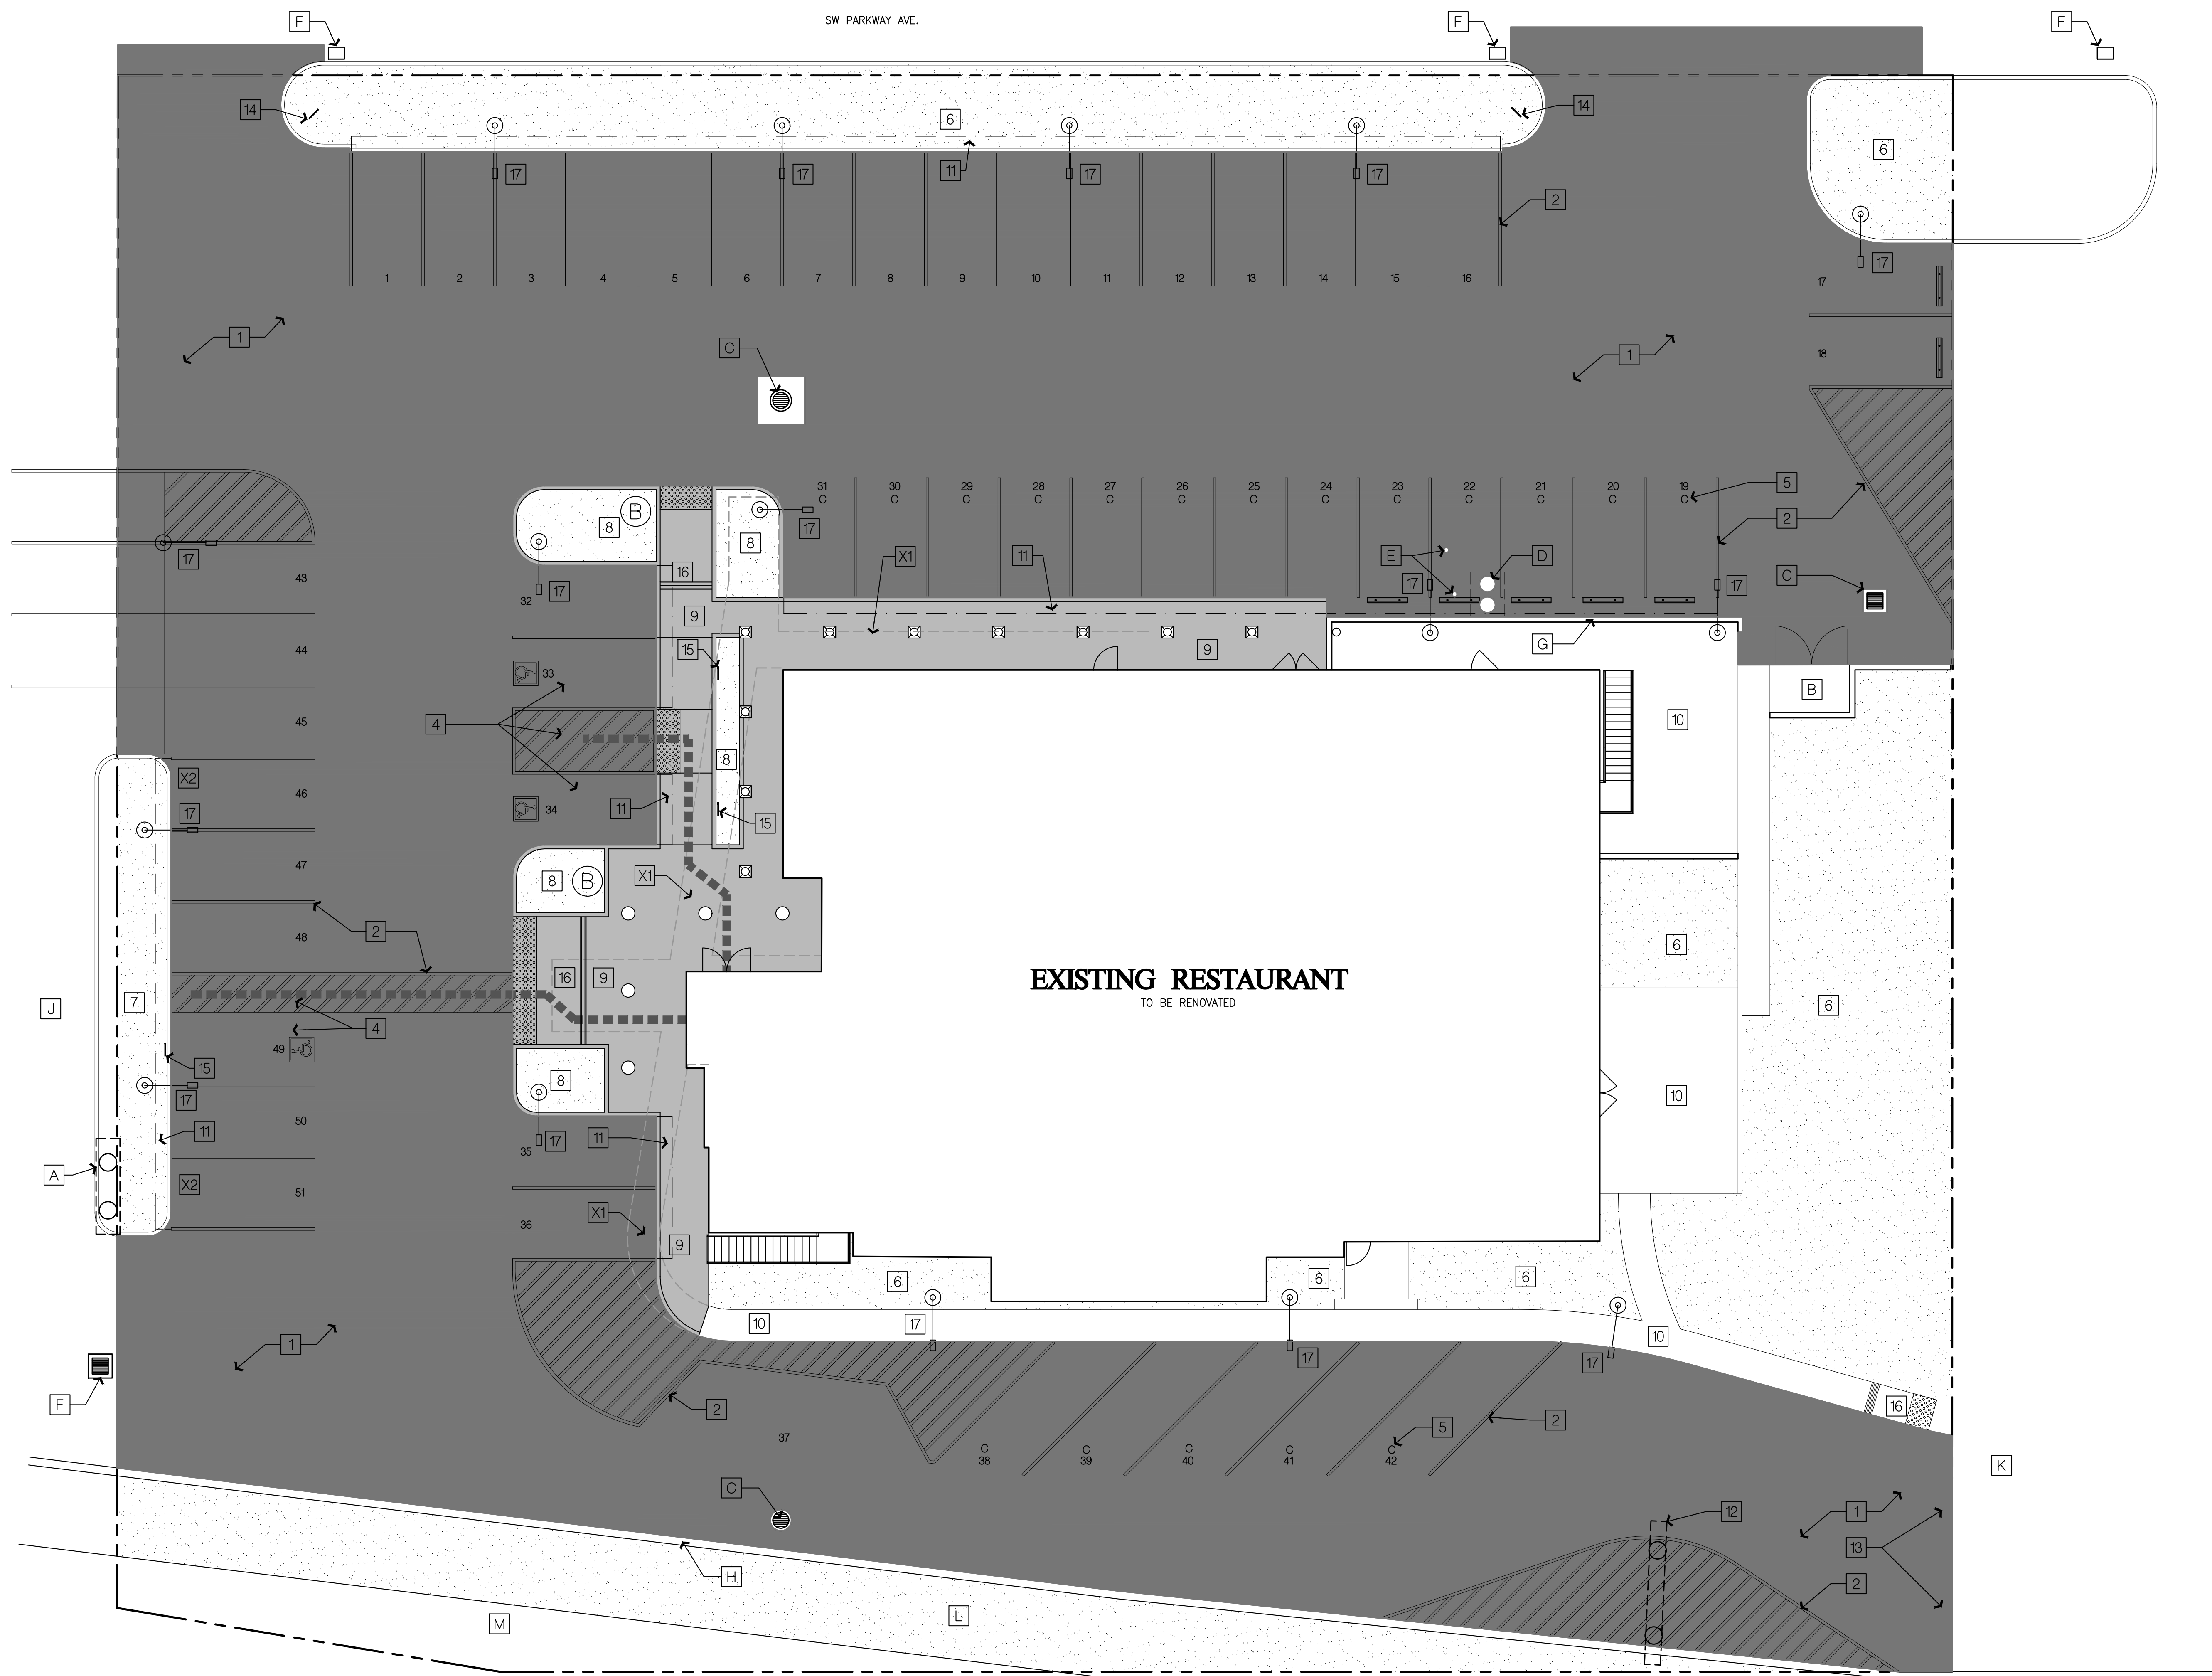 SW PARKWAY AVE.
F
F
F
14
14
6
6
17
17
17
17
11
2
17
1
2
3
4
5
6
7
8
9
10
11
12
13
14
15
16
17
1
C
1
18
31
30
29
28
27
26
25
24
23
22
21
20
19
C
C
C
C
C
C
C
C
C
C
C
C
C
5
2
B
8
8
17
17
X1
11
E
D
17
17
C
43
16
32
17
9
G
44
15
9
33
B
10
4
45
8
X2
46
17
11
34
15
47
8
B
X1
2
48
6
16
9
EXISTING RESTAURANT
TO BE RENOVATED
J
7
6
4
49
15
8
17
10
50
11
35
17
11
A
X2
51
X1
36
9
6
6
6
10
17
17
17
10
1
F
2
16
37
C
38
C
39
C
40
C
41
C
42
5
2
K
C
12
1
13
H
2
M
L